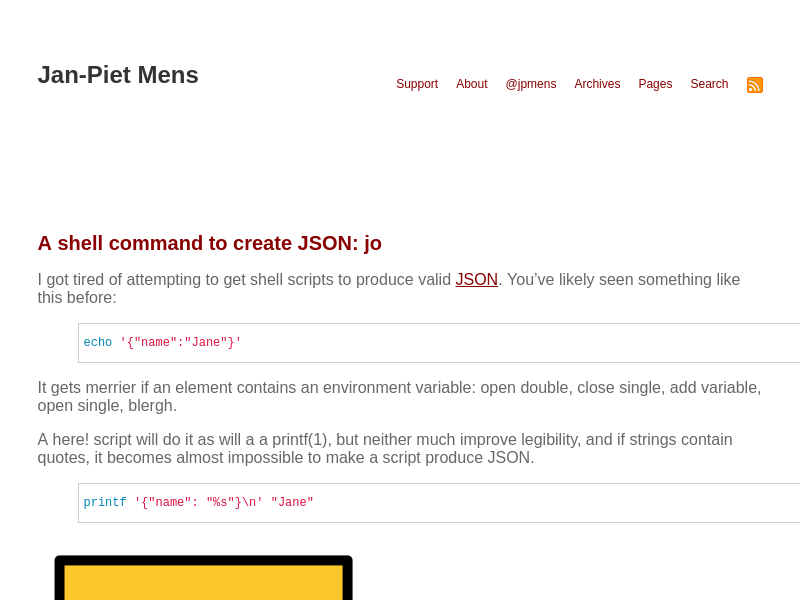 Jan-Piet Mens
Support About @jpmens Archives Pages Search
A shell command to create JSON: jo
I got tired of attempting to get shell scripts to produce valid JSON. You’ve likely seen something like
this before:
echo '{"name":"Jane"}'
It gets merrier if an element contains an environment variable: open double, close single, add variable,
open single, blergh.
A here! script will do it as will a a printf(1), but neither much improve legibility, and if strings contain
quotes, it becomes almost impossible to make a script produce JSON.
printf '{"name": "%s"}\n' "Jane"